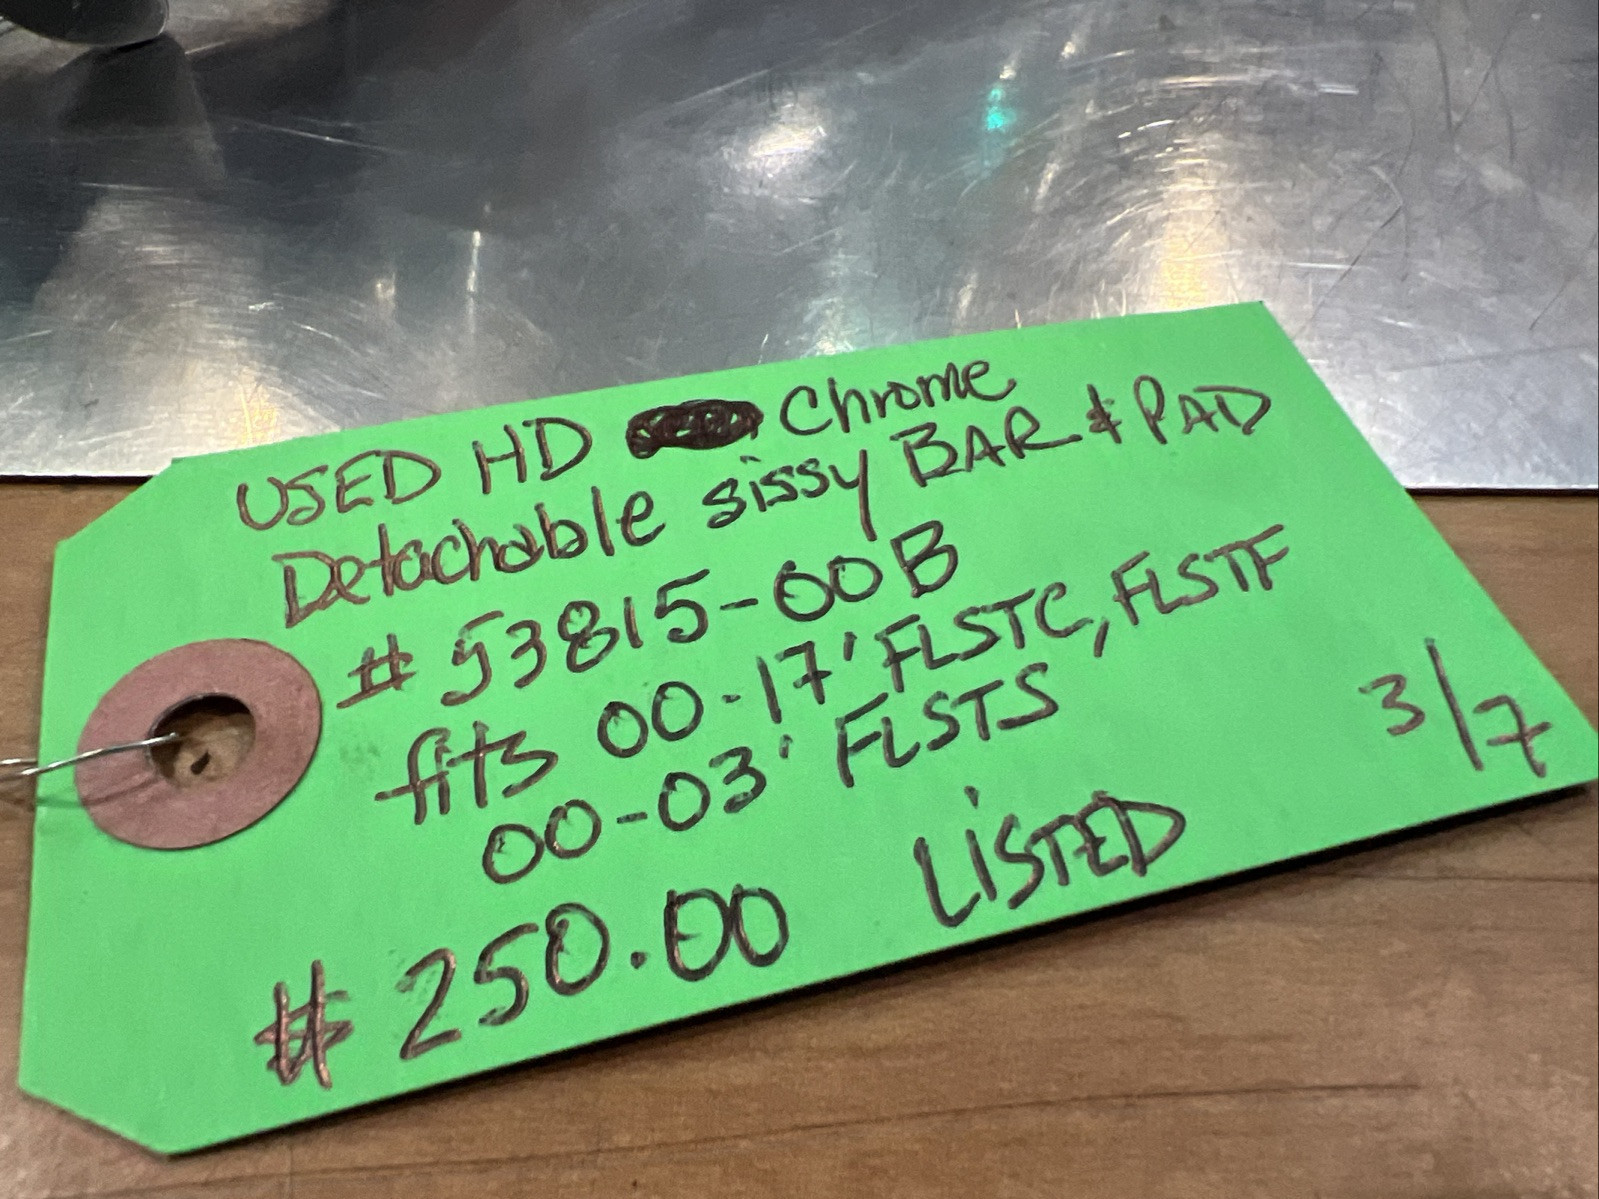 USED HD Chrome
Detachable sissy BAR & PAD
# 53815-00B
fits 00-17' FLSTC, FLSTF
00-03' FLSTS
3/7
# 250.00 LISTED